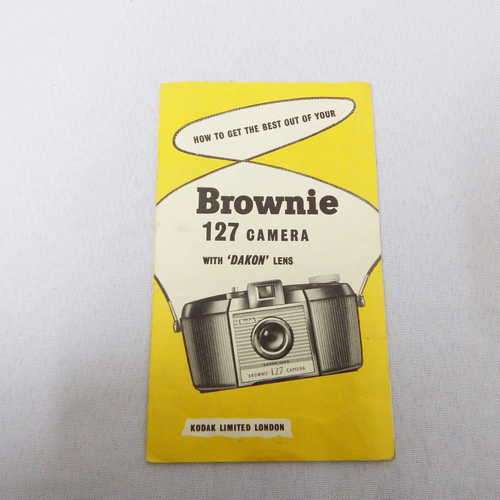 HOW TO GET THE BEST OUT OF YOUR
Brownie
127 CAMERA
WITH 'DAKON' LENS
BROWNIE 127 CAMERA
KODAK LIMITED LONDON